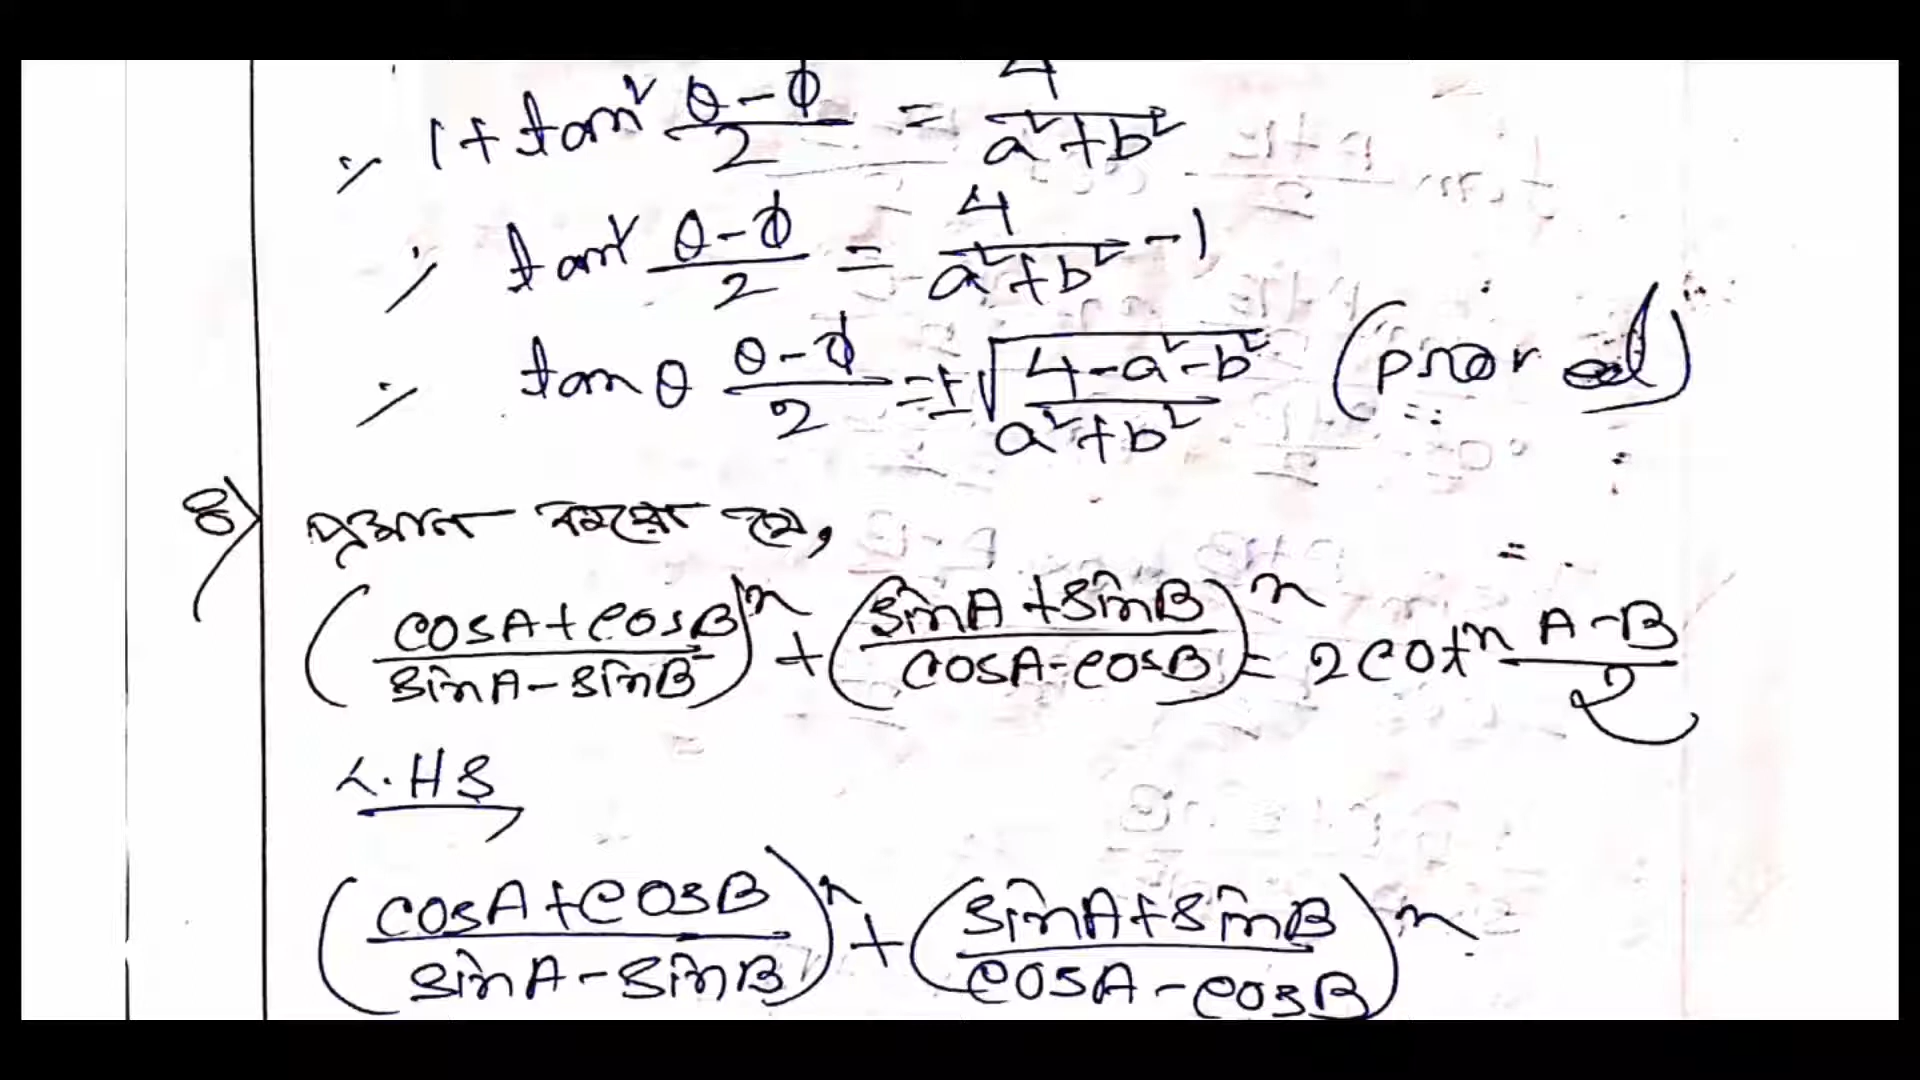 ∴ 1+tan² θ-ϕ/2 = 4/a²+b²
∴ tan² θ-ϕ/2 = 4/a²+b² -1
∴ tan θ θ-ϕ/2 = ±√4-a²-b²/a²+b² (proved)
৪) প্রমাণ করো যে,
(cosA+cosB/sinA-sinB)ⁿ + (sinA+sinB/cosA-cosB)ⁿ = 2cotⁿ A-B/2
L.HS
(cosA+cosB/sinA-sinB)ⁿ + (sinA+sinB/cosA-cosB)ⁿ